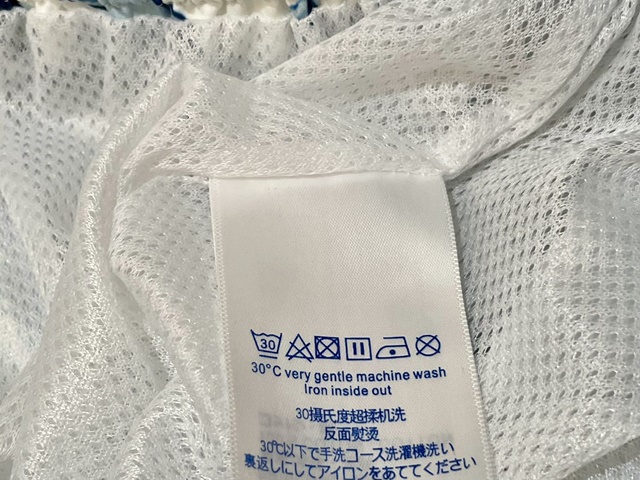 30
30°C very gentle machine wash
Iron inside out
30摄氏度超柔机洗
反面熨烫
30℃以下で手洗コース洗濯機洗い
裏返しにしてアイロンをあててください